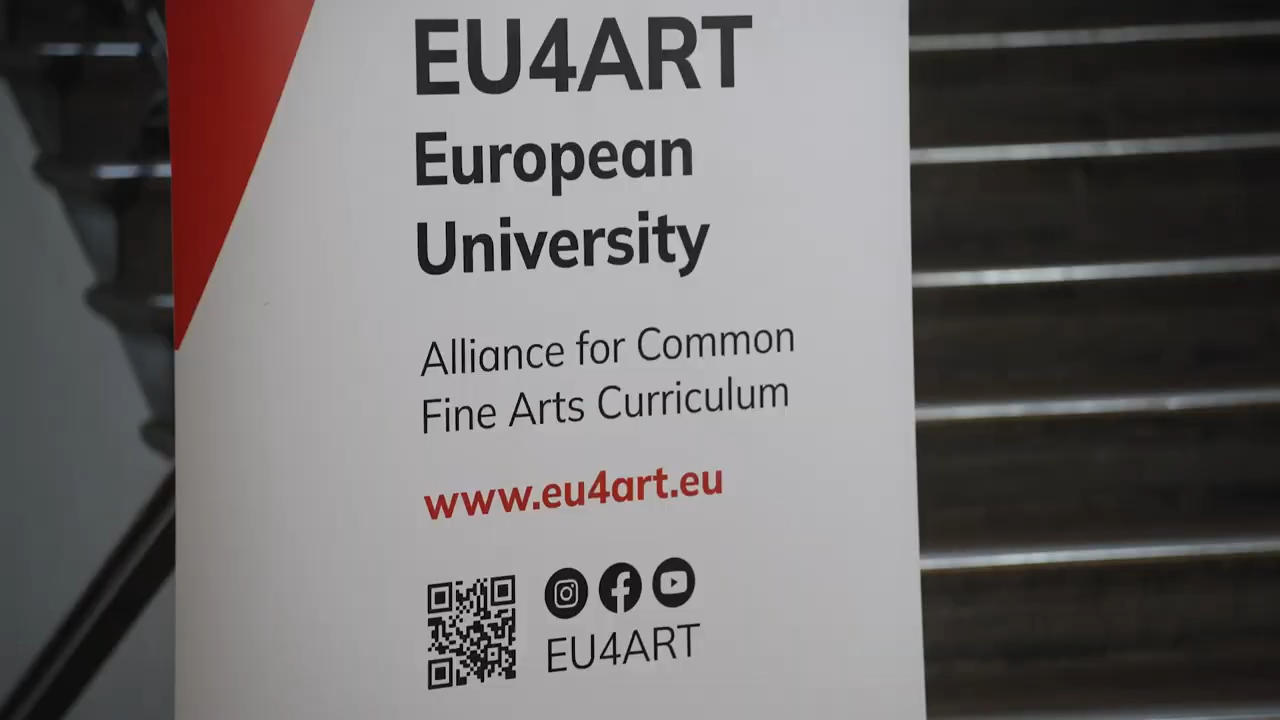 EU4ART
European
University
Alliance for Common
Fine Arts Curriculum
www.eu4art.eu
EU4ART